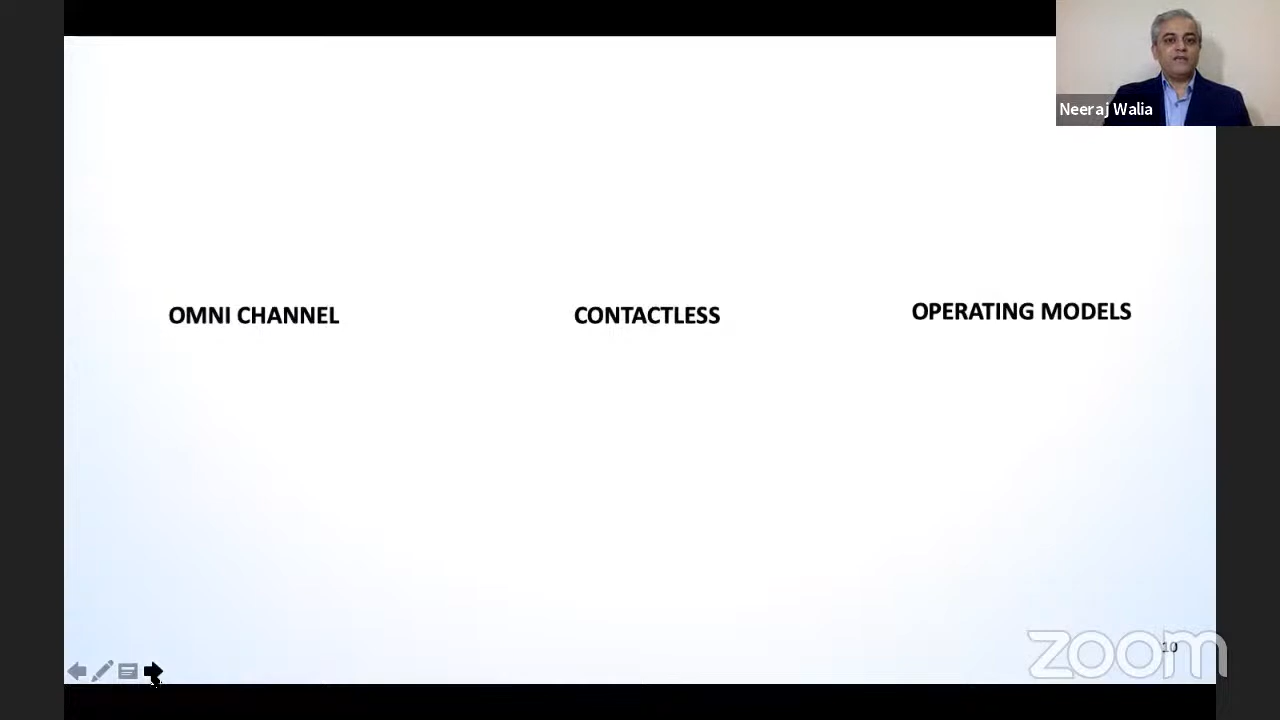 Neeraj Walia
OMNI CHANNEL
CONTACTLESS
OPERATING MODELS
10
zoom